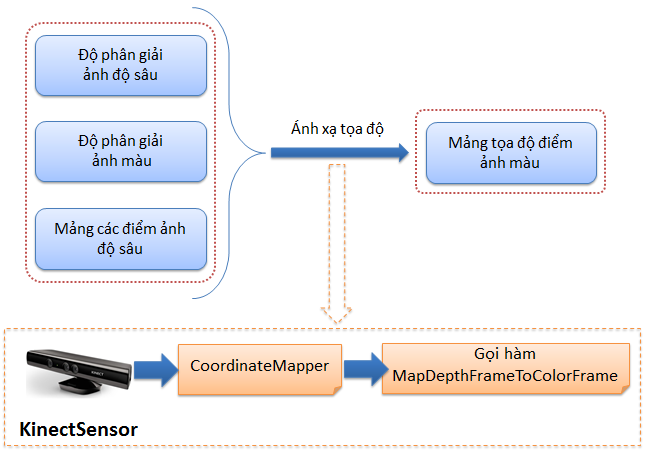 Độ phân giải
ảnh độ sâu
Độ phân giải
ảnh màu
Mảng các điểm ảnh
độ sâu
Ánh xạ tọa độ
Mảng tọa độ điểm
ảnh màu
KINECT
CoordinateMapper
Gọi hàm
MapDepthFrameToColorFrame
KinectSensor